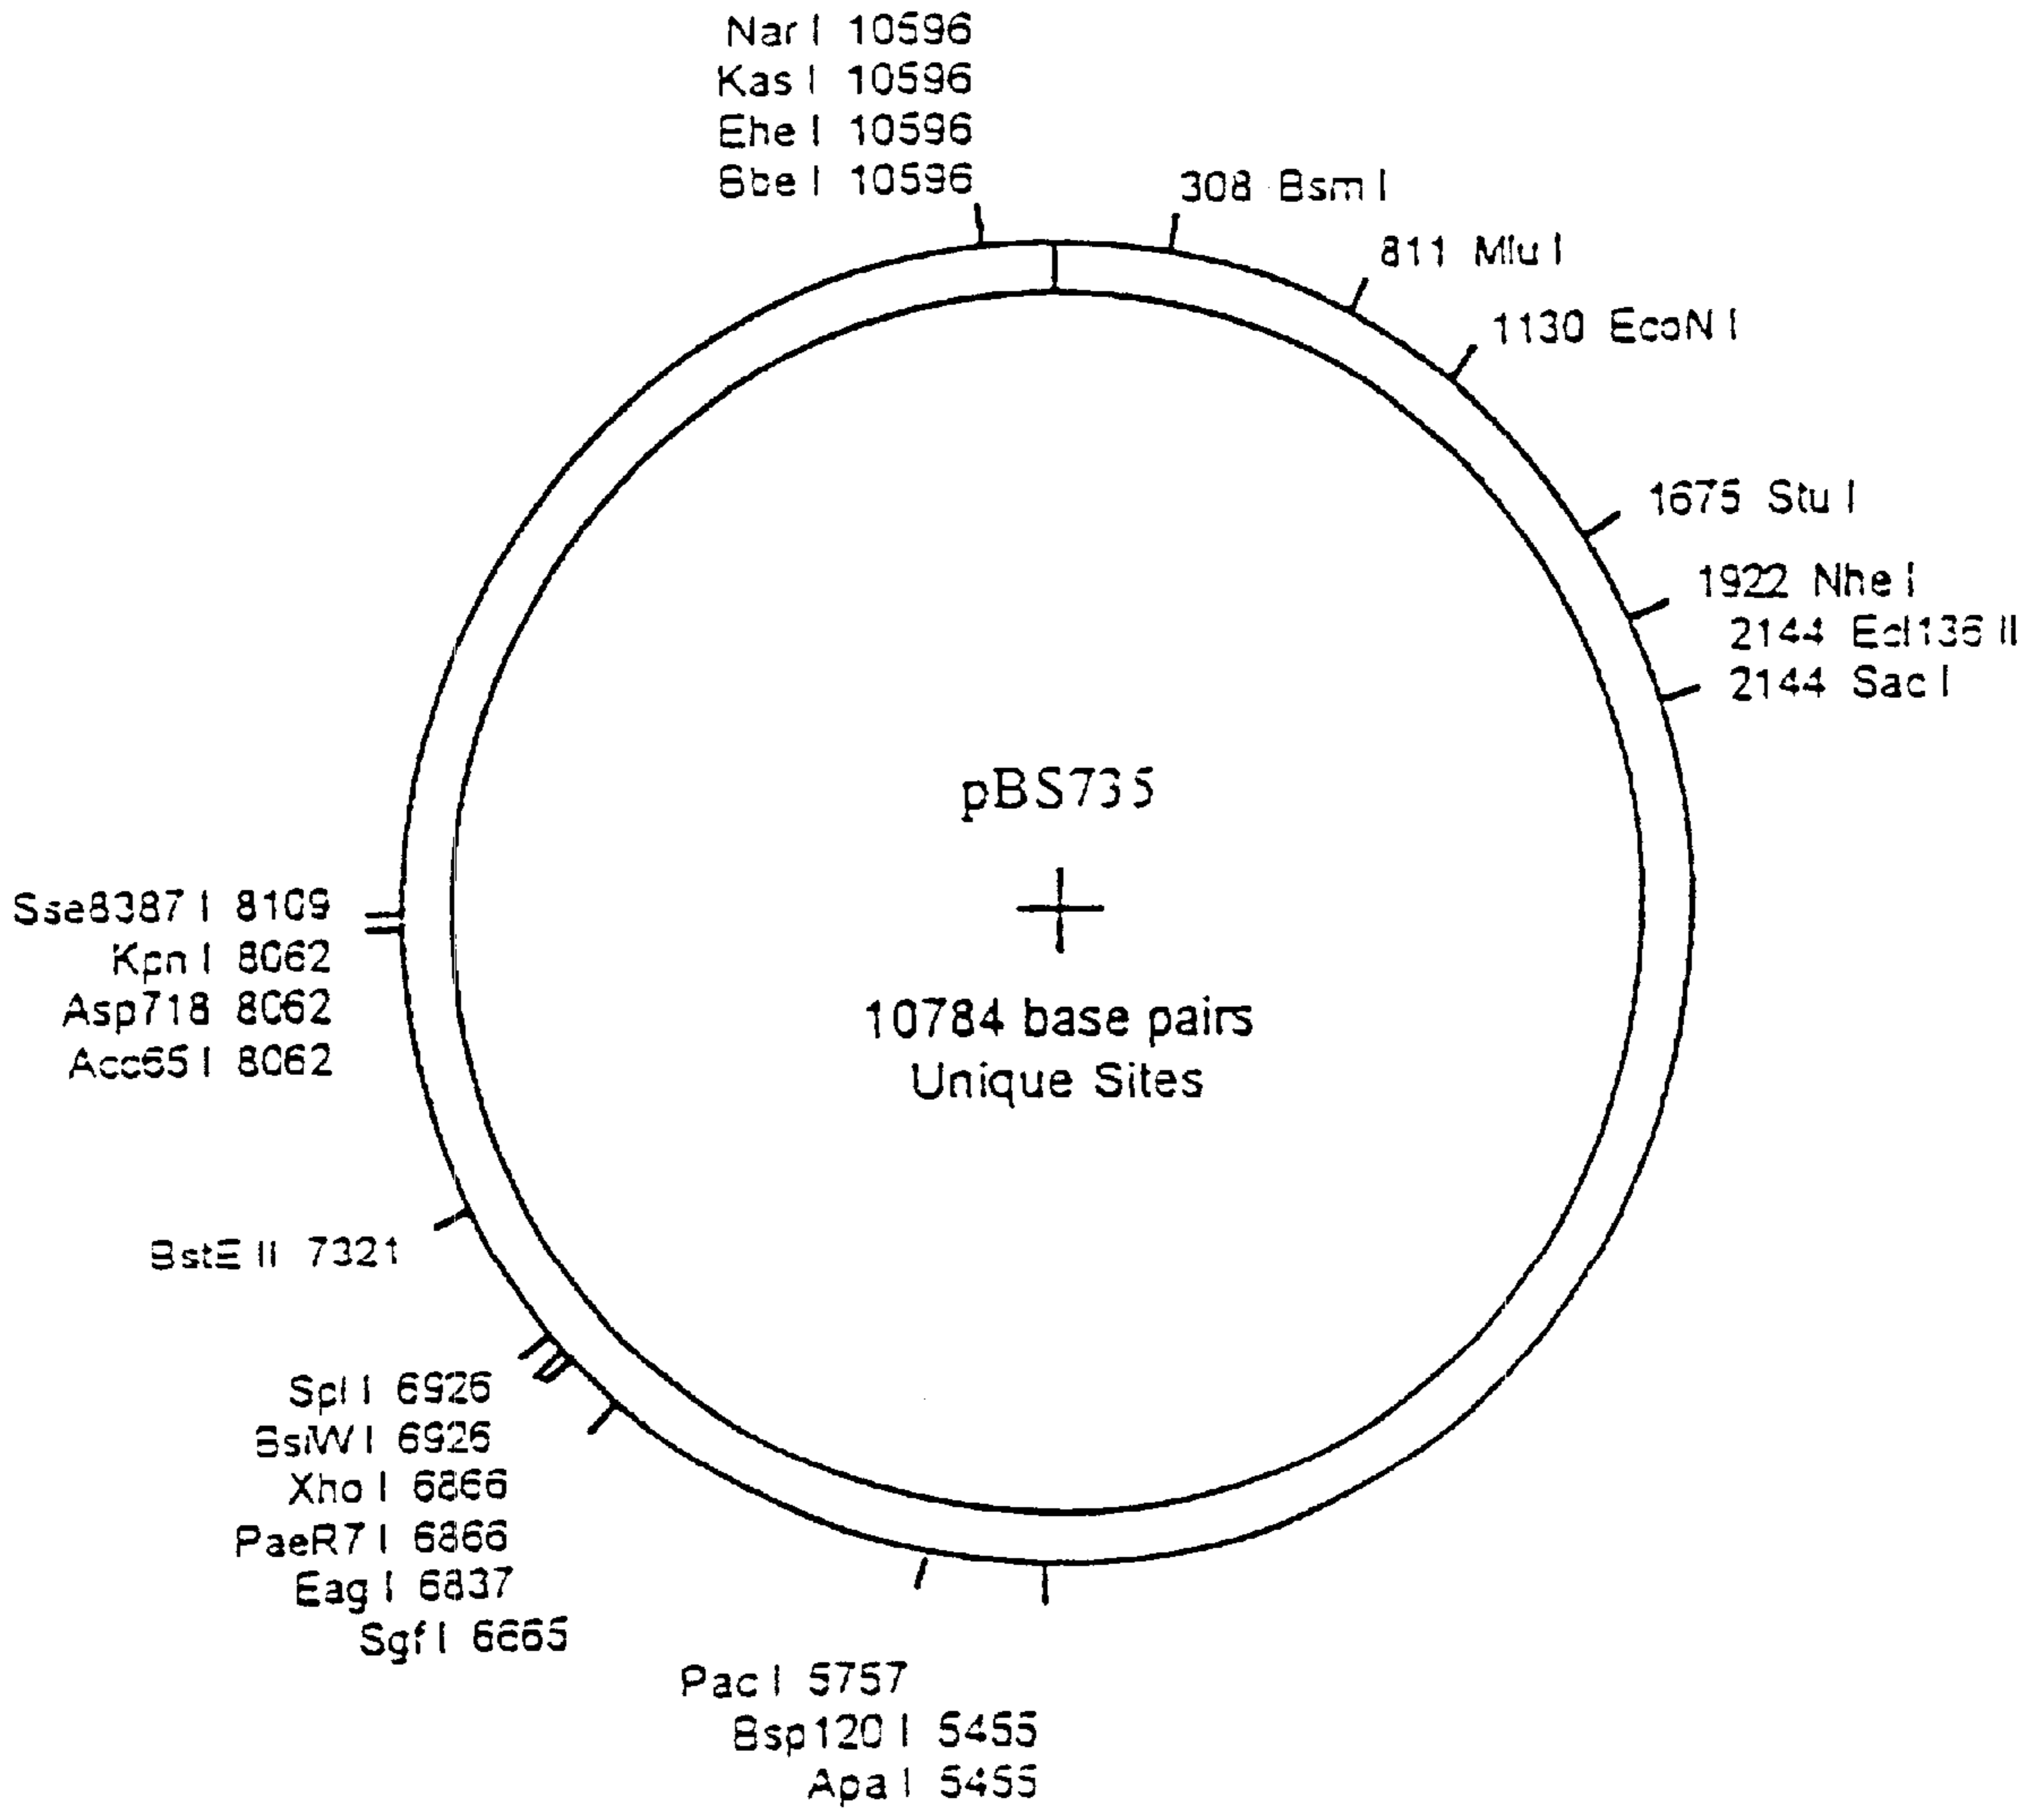 Nar I 10596
Kas I 10596
Ehe I 10596
Bbe I 10596
308 Bsm I
811 Mlu I
1130 EcoN I
1675 Stu I
1922 Nhe I
2144 Ecl136 II
2144 Sac I
pBS735
10784 base pairs
Unique Sites
Sse8387 I 8109
Kpn I 8062
Asp718 8062
Acc65 I 8062
BstE II 7321
Spl I 6926
BsiW I 6926
Xho I 6866
PaeR7 I 6866
Eag I 6837
Sgf I 6665
Pac I 5757
Bsp120 I 5455
Apa I 5455